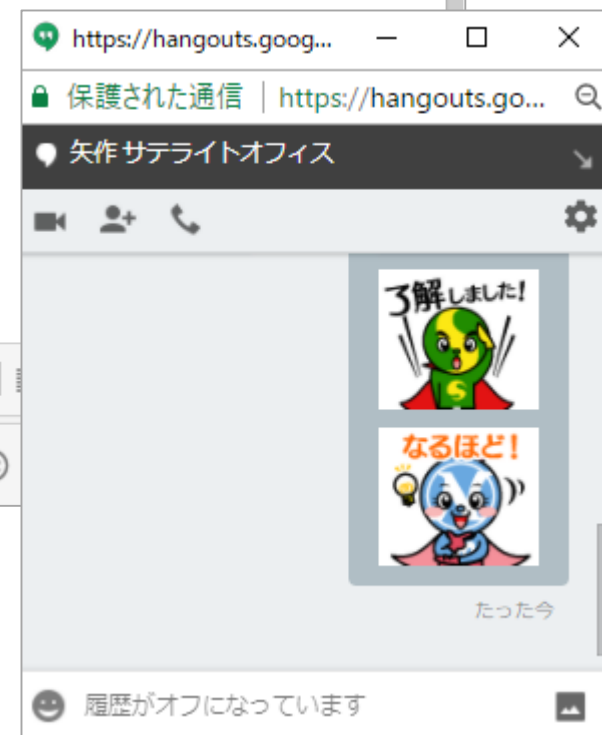 https://hangouts.goog...
保護された通信 | https://hangouts.go...
矢作 サテライトオフィス
了解しました!
S
なるほど!
たった今
履歴がオフになっています